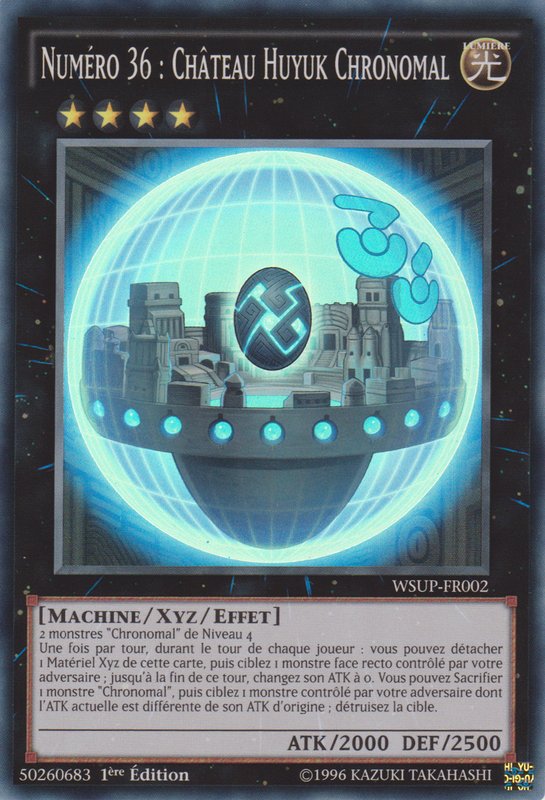 Numéro 36 : Château Huyuk Chronomal
LUMIÈRE
光
WSUP-FR002
[Machine/Xyz/Effet]
2 monstres "Chronomal" de Niveau 4
Une fois par tour, durant le tour de chaque joueur : vous pouvez détacher
1 Matériel Xyz de cette carte, puis ciblez 1 monstre face recto contrôlé par votre
adversaire ; jusqu'à la fin de ce tour, changez son ATK à 0. Vous pouvez Sacrifier
1 monstre "Chronomal", puis ciblez 1 monstre contrôlé par votre adversaire dont
l'ATK actuelle est différente de son ATK d'origine ; détruisez la cible.
ATK/2000 DEF/2500
50260683 1ère Édition
©1996 KAZUKI TAKAHASHI